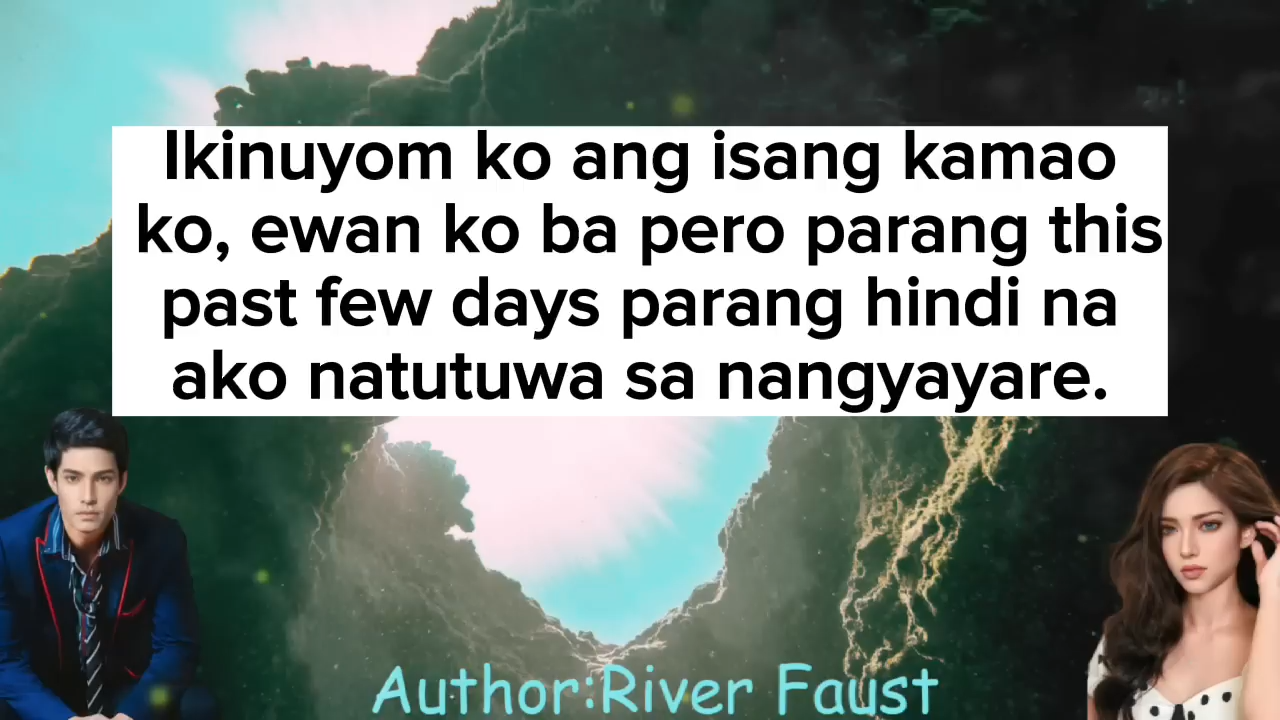 Ikinuyom ko ang isang kamao
ko, ewan ko ba pero parang this
past few days parang hindi na
ako natutuwa sa nangyayare.
Author:River Faust